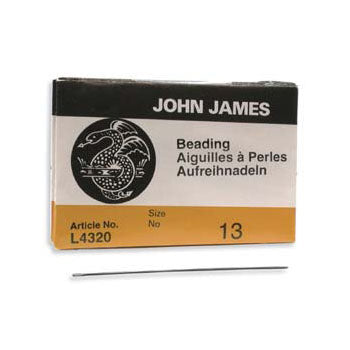 JOHN JAMES
Beading
Aiguilles à Perles
Aufreihnadeln
Article No.
L4320
Size
No
13